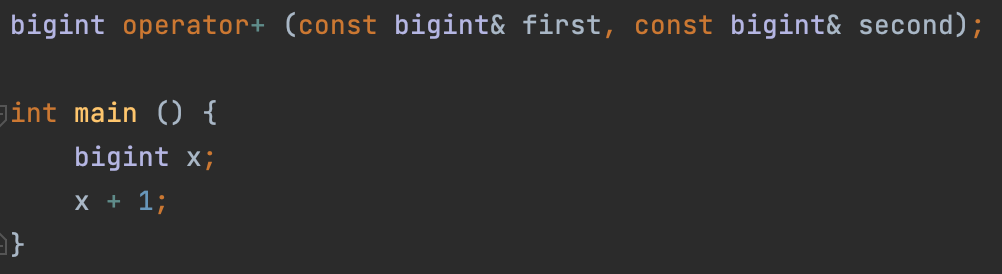 bigint operator+ (const bigint& first, const bigint& second);
int main () {
    bigint x;
    x + 1;
}